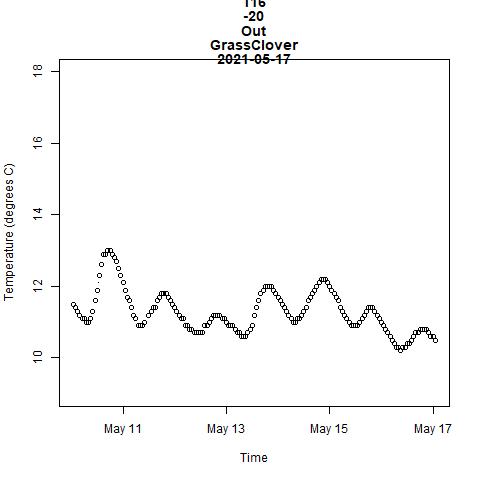 T16
-20
Out
GrassClover
2021-05-17
18
16
14
12
10
Temperature (degrees C)
May 11
May 13
May 15
May 17
Time